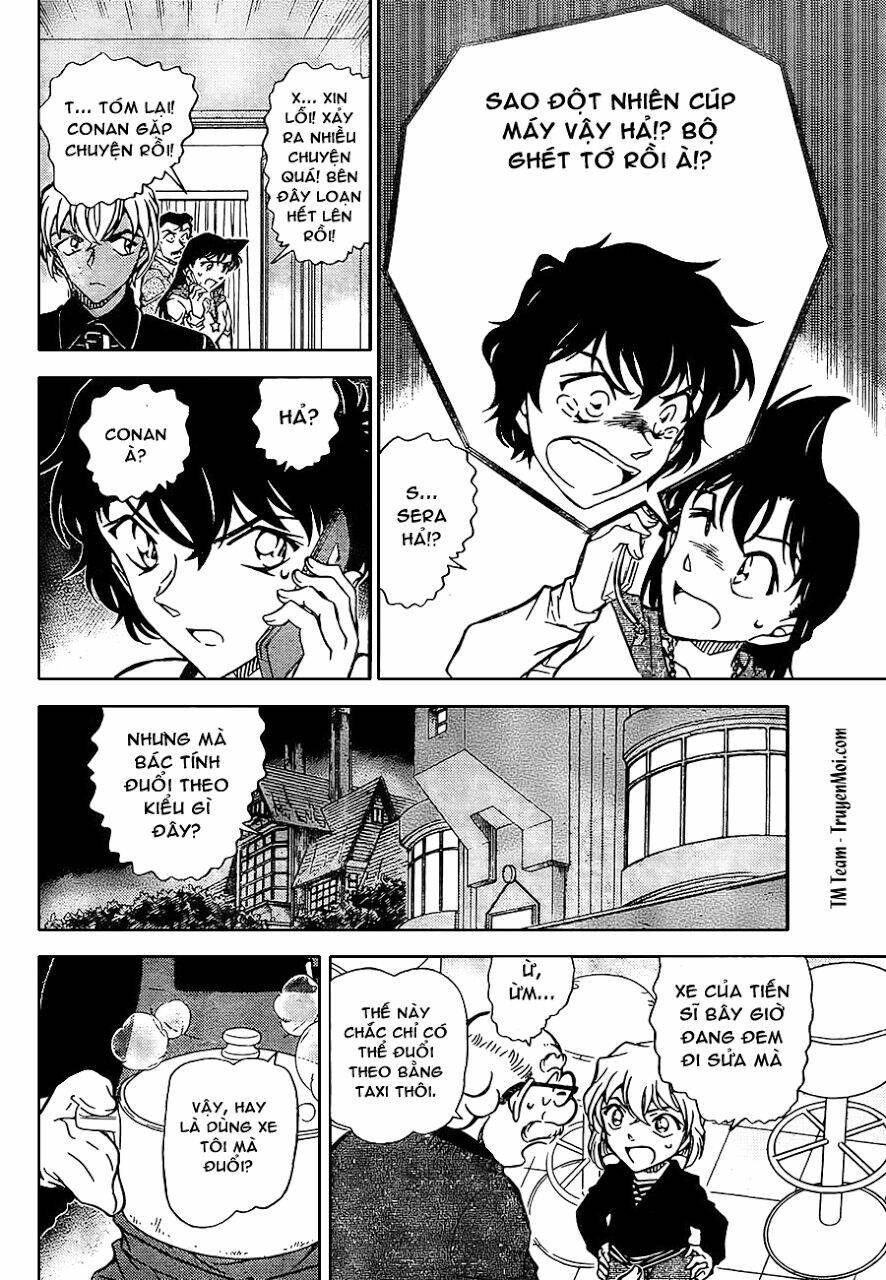 SAO ĐỘT NHIÊN CÚP
MÁY VẬY HẢ!? BỘ
GHÉT TỚ RỒI À!?
S...
SERA
HẢ!?
X... XIN
LỖI! XẢY
RA NHIỀU
CHUYỆN
QUÁ! BÊN
ĐÂY LOẠN
HẾT LÊN
RỒI!
T... TÓM LẠI!
CONAN GẶP
CHUYỆN RỒI!
HẢ?
CONAN
À?
NHƯNG MÀ
BÁC TÍNH
ĐUỔI THEO
KIỂU GÌ
ĐÂY?
TM Team - TruyenMoi.com
XE CỦA TIẾN
SĨ BÂY GIỜ
ĐANG ĐEM
ĐI SỬA MÀ
Ừ,
ỪM...
THẾ NÀY
CHẮC CHỈ CÓ
THỂ ĐUỔI
THEO BẰNG
TAXI THÔI.
VẬY, HAY
LÀ DÙNG XE
TÔI MÀ
ĐUỔI?